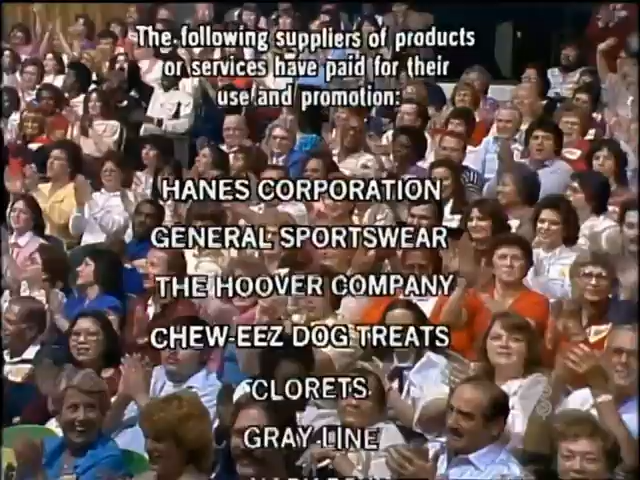 The following suppliers of products
or services have paid for their
use and promotion:
HANES CORPORATION
GENERAL SPORTSWEAR
THE HOOVER COMPANY
CHEW-EEZ DOG TREATS
CLORETS
GRAY LINE